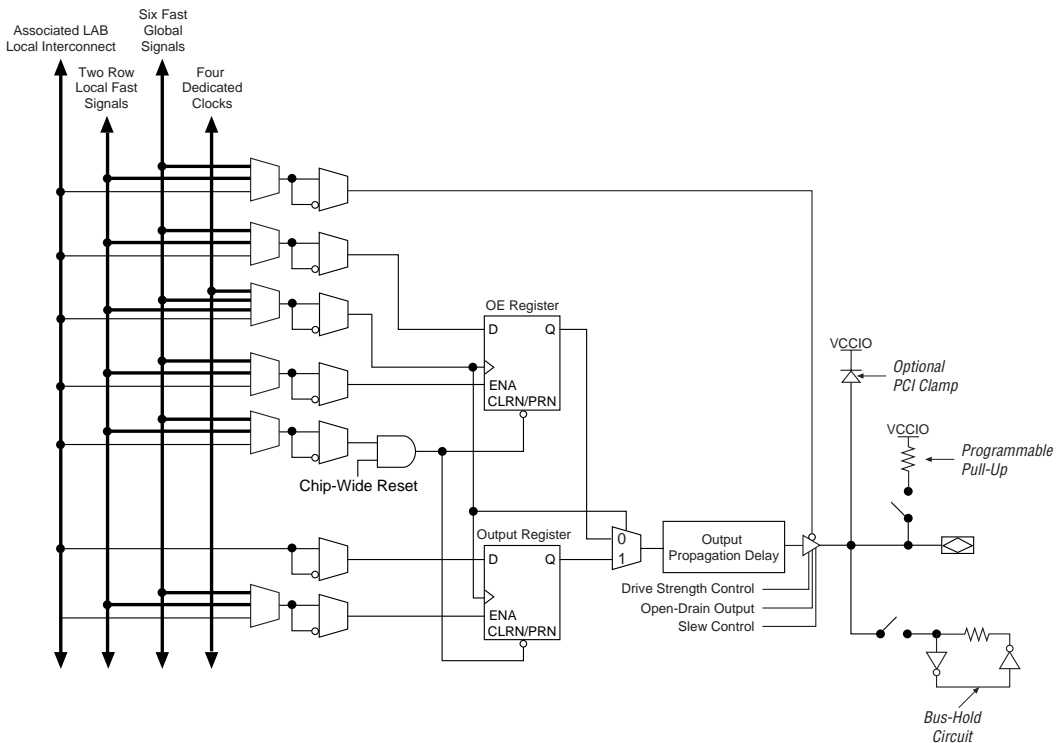 Associated LAB
Local Interconnect
Six Fast
Global
Signals
Two Row
Local Fast
Signals
Four
Dedicated
Clocks
OE Register
D
Q
ENA
CLRN/PRN
Chip-Wide Reset
Output Register
D
Q
ENA
CLRN/PRN
0
1
Output
Propagation Delay
Drive Strength Control
Open-Drain Output
Slew Control
VCCIO
Optional
PCI Clamp
VCCIO
Programmable
Pull-Up
Bus-Hold
Circuit